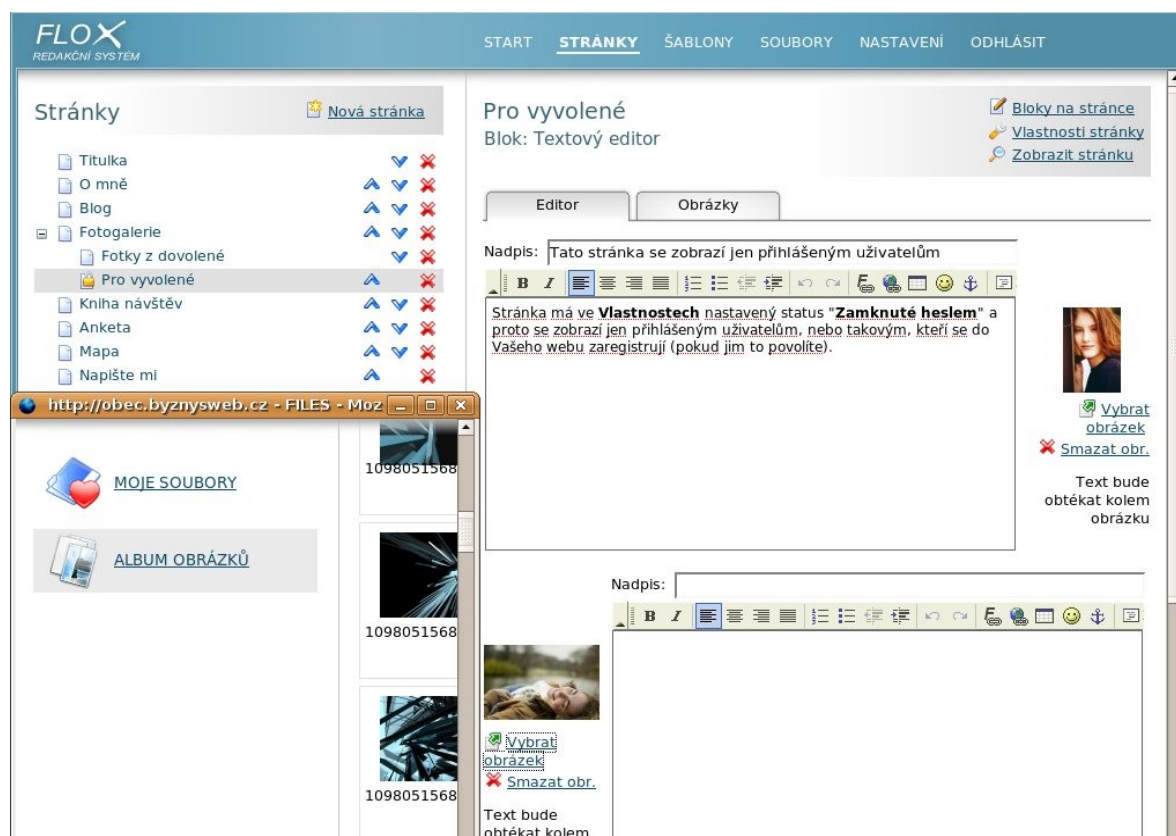 FLOX
REDAKČNÍ SYSTÉM
START STRÁNKY ŠABLONY SOUBORY NASTAVENÍ ODHLÁSIT
Stránky
Nová stránka
Titulka
O mně
Blog
Fotogalerie
Fotky z dovolené
Pro vyvolené
Kniha návštěv
Anketa
Mapa
Napište mi
Pro vyvolené
Blok: Textový editor
Bloky na stránce
Vlastnosti stránky
Zobrazit stránku
Editor
Obrázky
Nadpis: Tato stránka se zobrazí jen přihlášeným uživatelům
B I
Stránka má ve Vlastnostech nastavený status "Zamknuté heslem" a
proto se zobrazí jen přihlášeným uživatelům, nebo takovým, kteří se do
Vašeho webu zaregistrují (pokud jim to povolíte).
Vybrat
obrázek
Smazat obr.
Text bude
obtékat kolem
obrázku
http://obec.byznysweb.cz - FILES - Moz
MOJE SOUBORY
ALBUM OBRÁZKŮ
1098051568
1098051568
1098051568
Nadpis:
B I
Vybrat
obrázek
Smazat obr.
Text bude
obtékat kolem